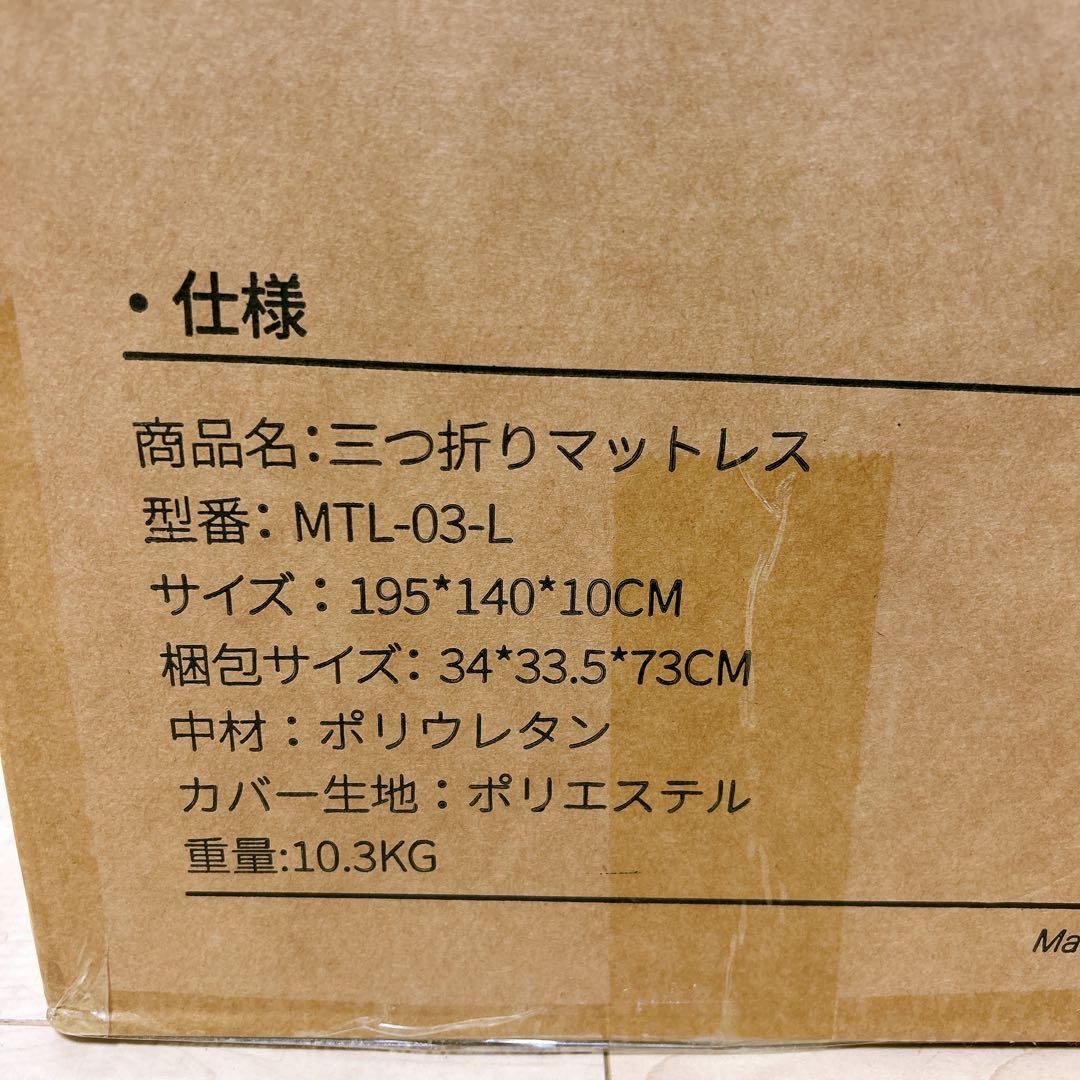 ・仕様
商品名:三つ折りマットレス
型番: MTL-03-L
サイズ：195*140*10CM
梱包サイズ: 34*33.5*73CM
中材：ポリウレタン
カバー生地：ポリエステル
重量:10.3KG
Ma